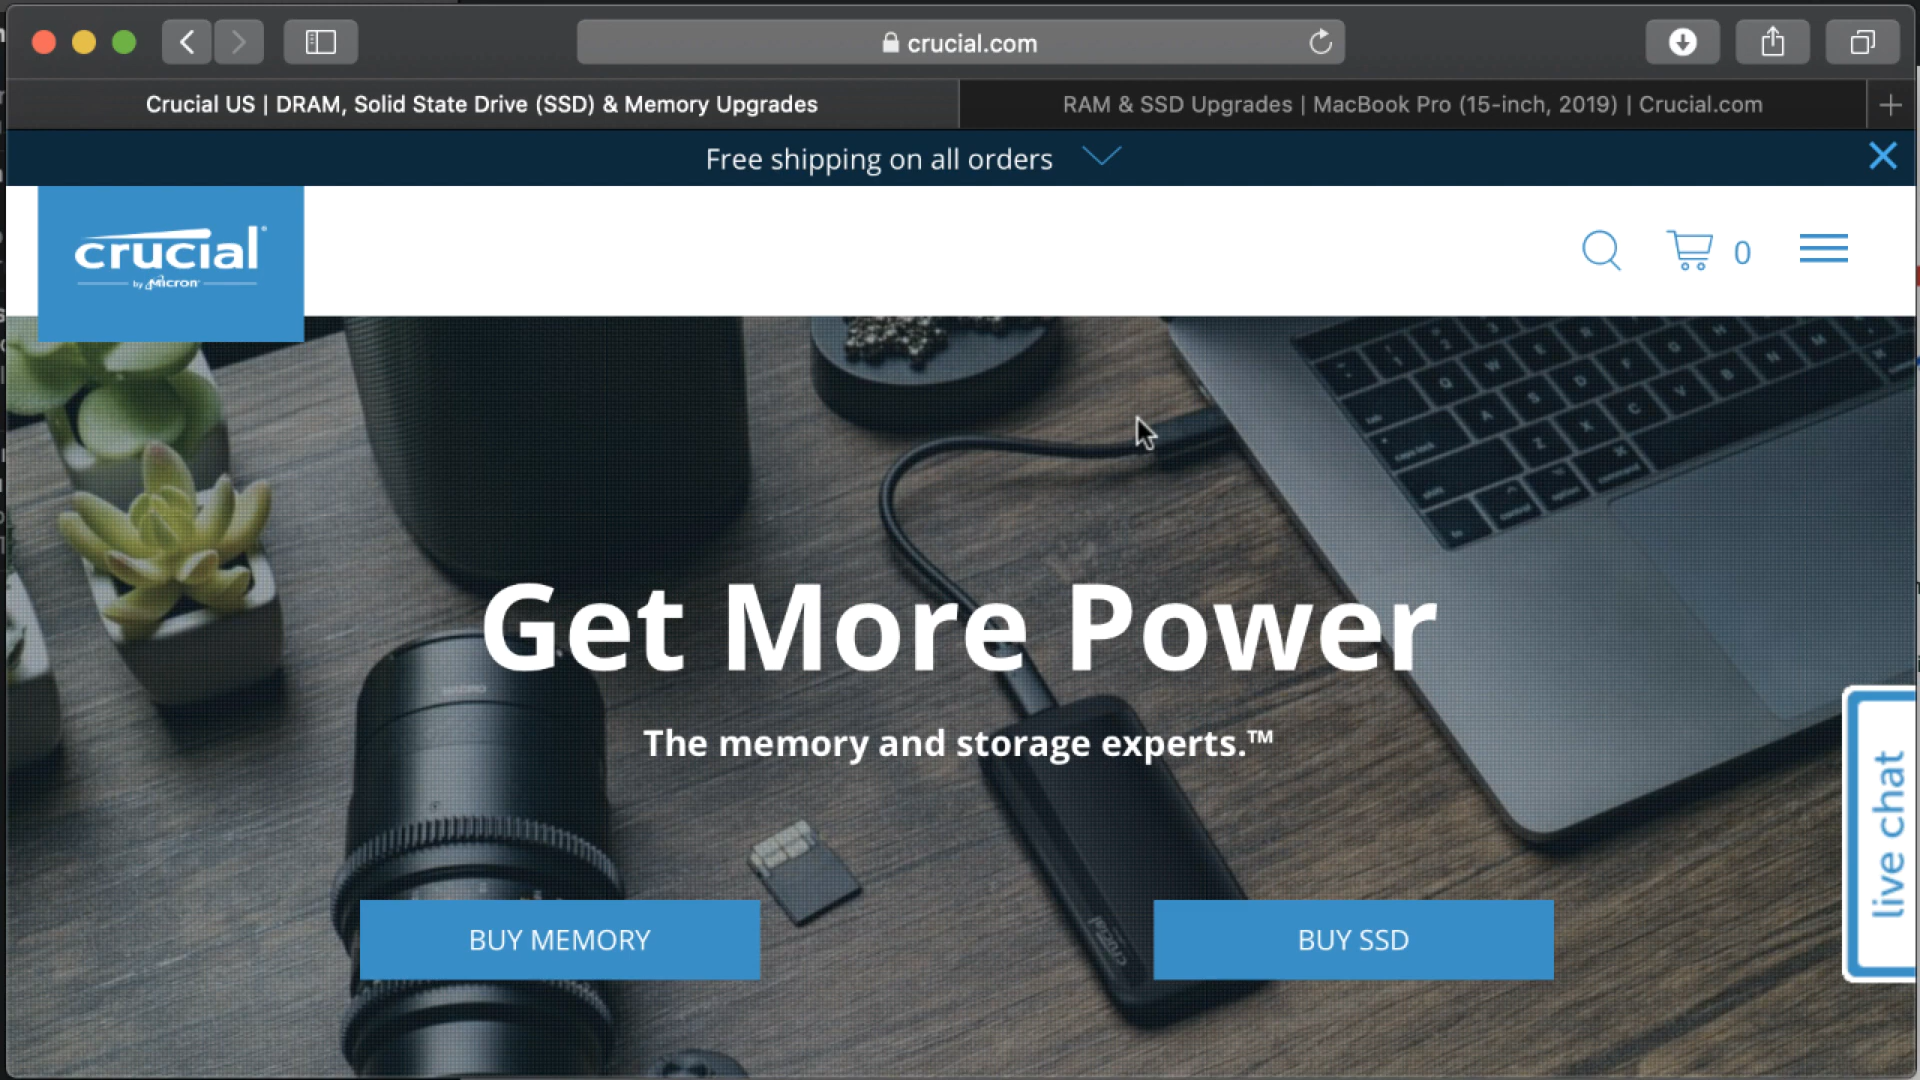 crucial.com
Crucial US | DRAM, Solid State Drive (SSD) & Memory Upgrades
RAM & SSD Upgrades | MacBook Pro (15-inch, 2019) | Crucial.com
Free shipping on all orders
crucial
by Micron
0
Get More Power
The memory and storage experts.™
live chat
BUY MEMORY
BUY SSD
crucial